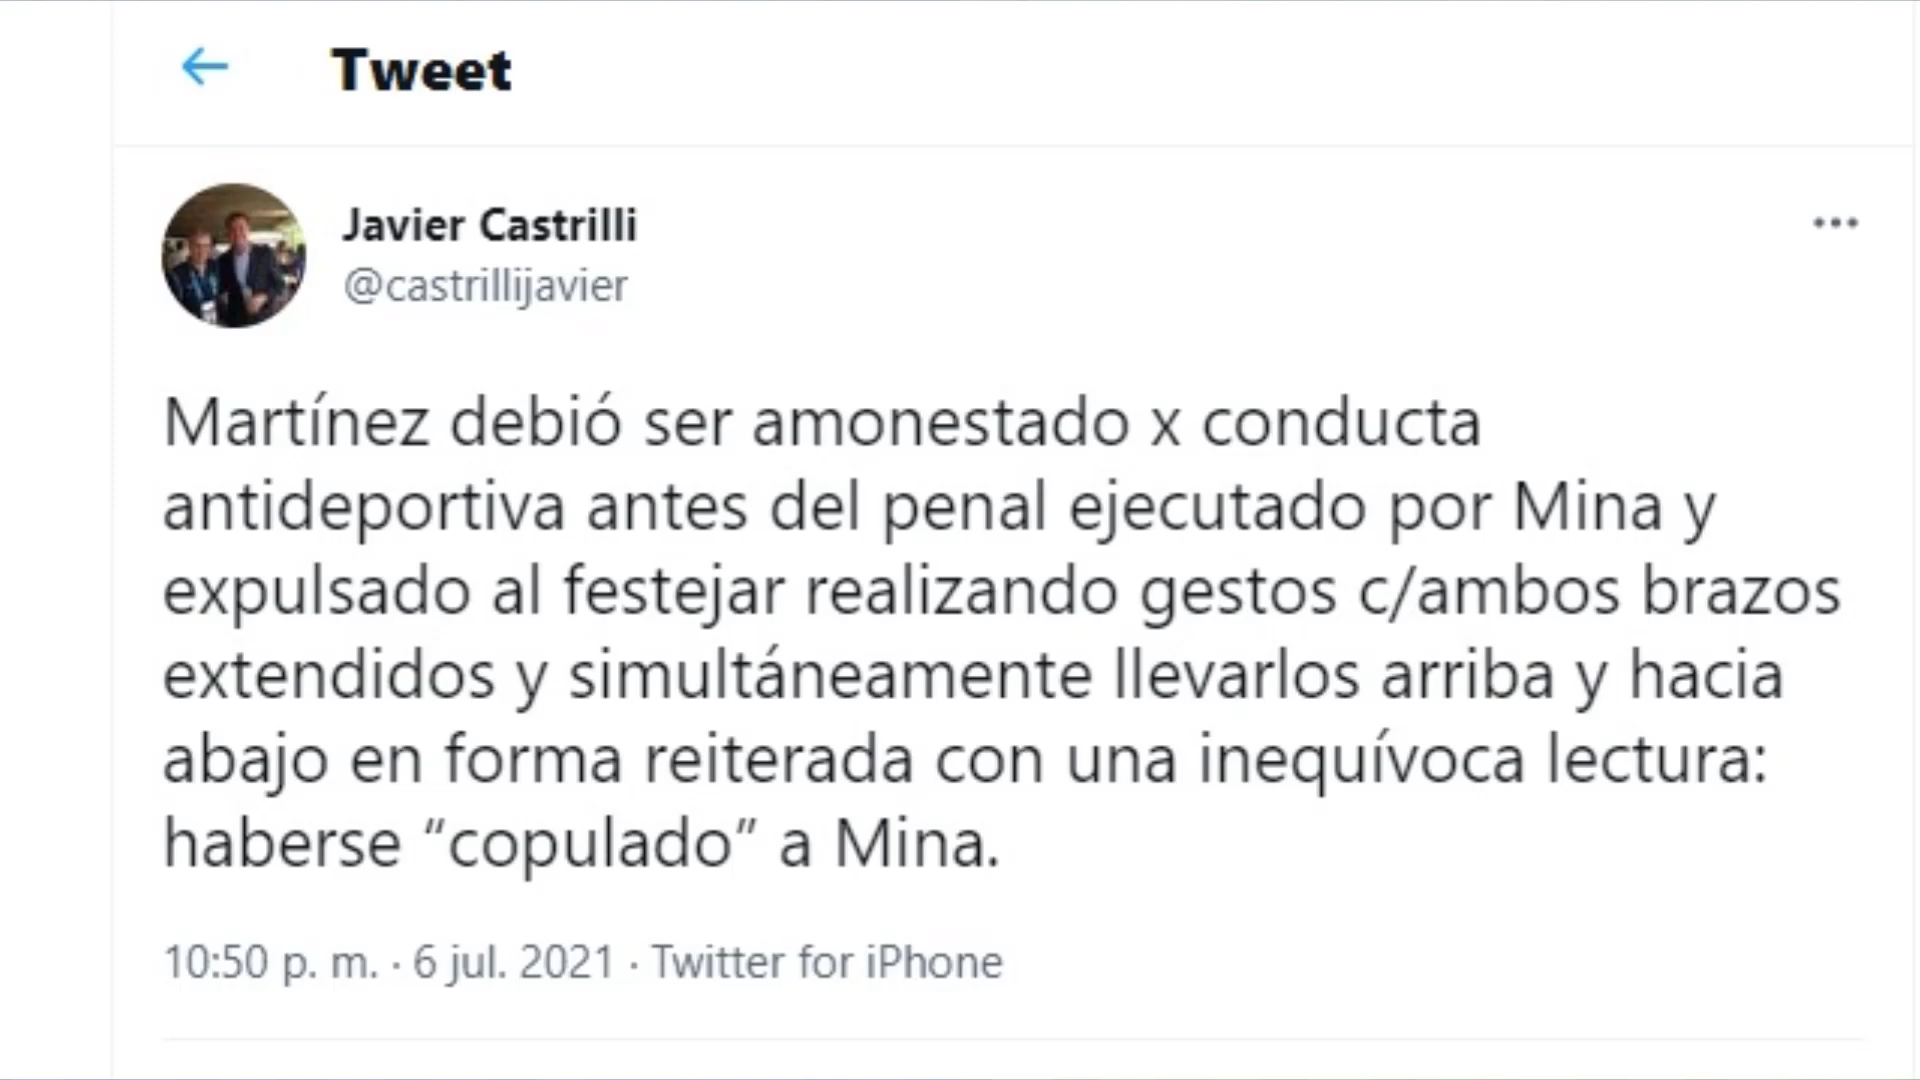 Tweet
Javier Castrilli
@castrillijavier
Martínez debió ser amonestado x conducta
antideportiva antes del penal ejecutado por Mina y
expulsado al festejar realizando gestos c/ambos brazos
extendidos y simultáneamente llevarlos arriba y hacia
abajo en forma reiterada con una inequívoca lectura:
haberse “copulado” a Mina.
10:50 p. m. · 6 jul. 2021 · Twitter for iPhone